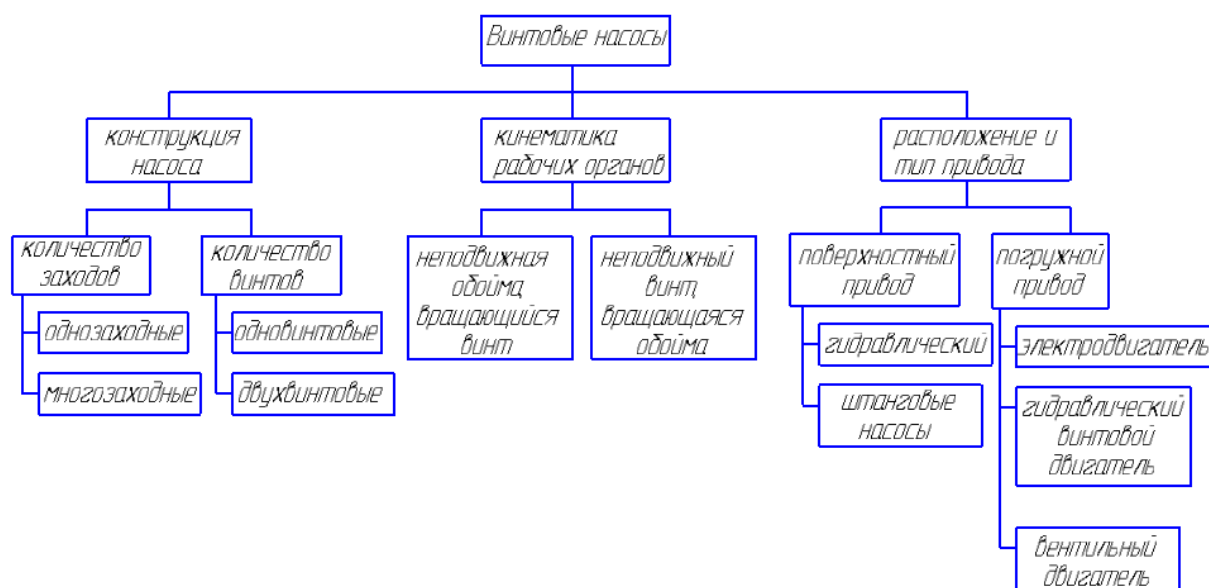 Винтовые насосы
конструкция
насоса
кинематика
рабочих органов
расположение и
тип привода
количество
заходов
количество
винтов
неподвижная
обойма,
вращающийся
винт
неподвижный
винт,
вращающаяся
обойма
поверхностный
привод
погружной
привод
однозаходные
многозаходные
одновинтовые
двухвинтовые
гидравлический
штанговые
насосы
электродвигатель
гидравлический
винтовой
двигатель
вентильный
двигатель